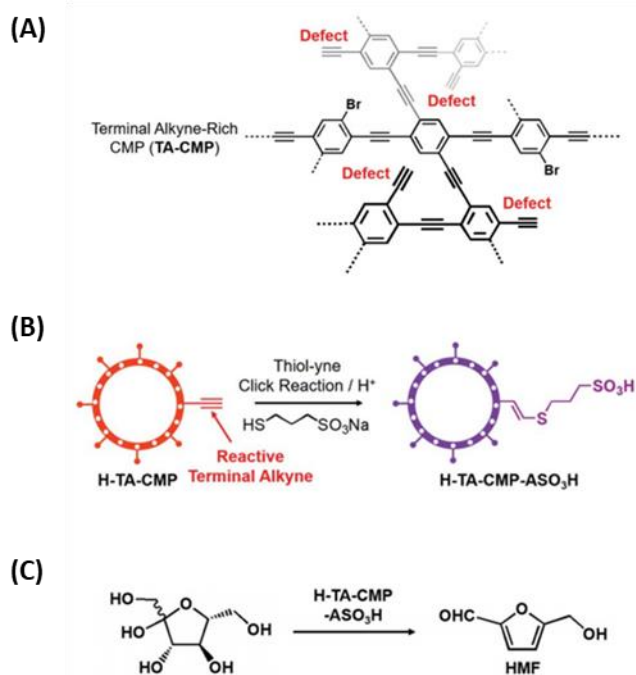 (A)
Defect
Defect
Br
Terminal Alkyne-Rich
CMP (TA-CMP)
Defect
Defect
Br
(B)
Thiol-yne
Click Reaction / H⁺
HS SO₃Na
SO₃H
S
Reactive
Terminal Alkyne
H-TA-CMP
H-TA-CMP-ASO₃H
(C)
HO O OH
HO
HO OH
H-TA-CMP
-ASO₃H
OHC O OH
HMF